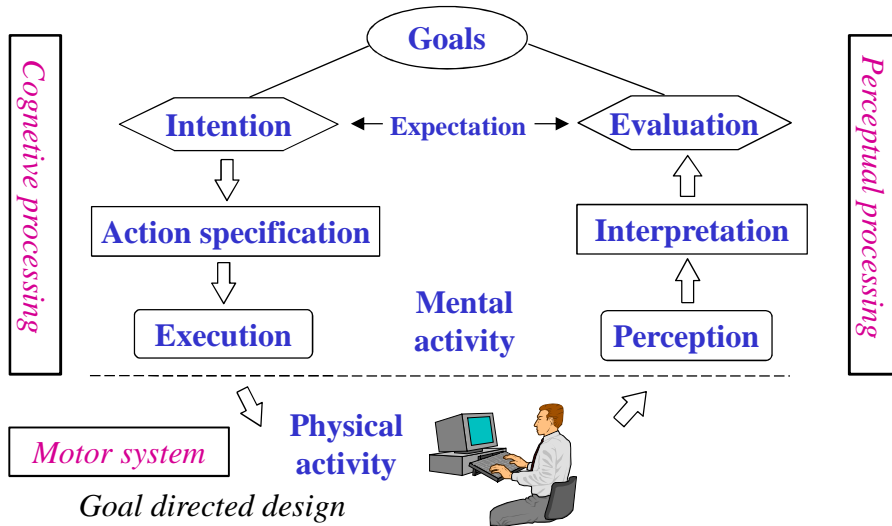 Goals
Cognetive processing
Perceptual processing
Intention
Expectation
Evaluation
Action specification
Interpretation
Execution
Mental
activity
Perception
Physical
activity
Motor system
Goal directed design